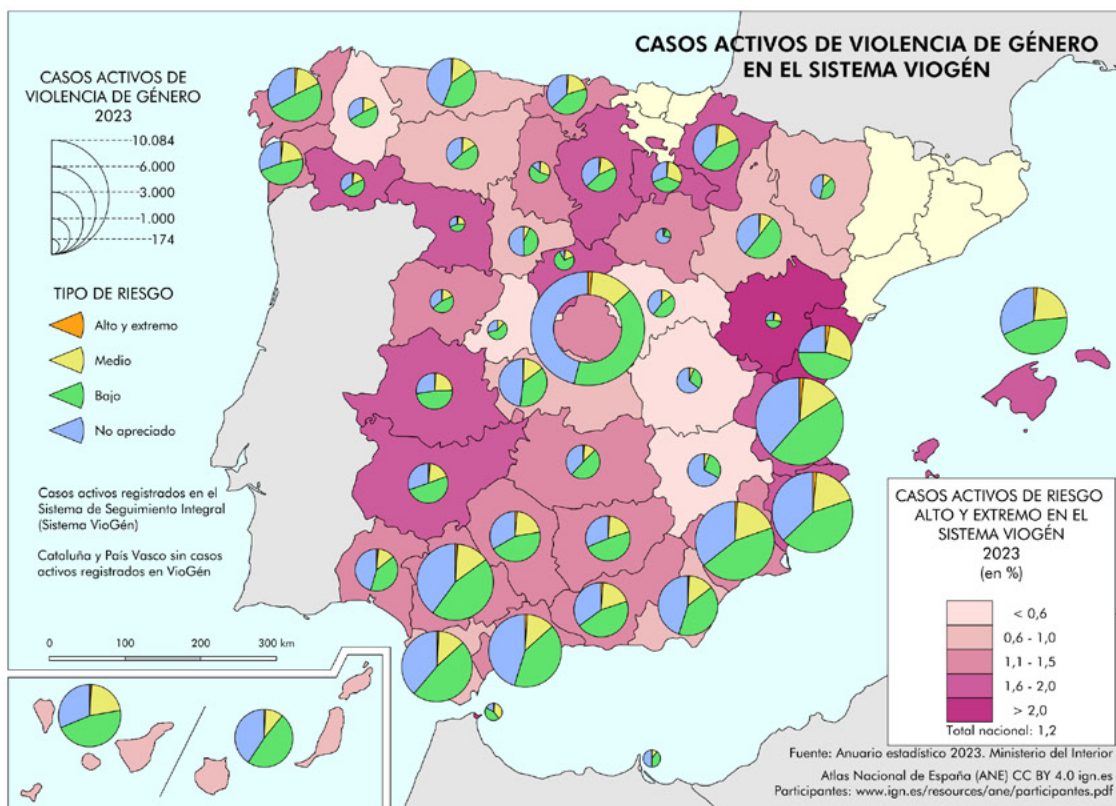 CASOS ACTIVOS DE VIOLENCIA DE GÉNERO
EN EL SISTEMA VIOGÉN
CASOS ACTIVOS DE
VIOLENCIA DE GÉNERO
2023
10.084
6.000
3.000
1.000
174
TIPO DE RIESGO
Alto y extremo
Medio
Bajo
No apreciado
Casos activos registrados en el
Sistema de Seguimiento Integral
(Sistema VioGén)
Cataluña y País Vasco sin casos
activos registrados en VioGén
0 100 200 300 km
CASOS ACTIVOS DE RIESGO
ALTO Y EXTREMO EN EL
SISTEMA VIOGÉN
2023
(en %)
< 0,6
0,6 - 1,0
1,1 - 1,5
1,6 - 2,0
> 2,0
Total nacional: 1,2
Fuente: Anuario estadístico 2023. Ministerio del Interior
Atlas Nacional de España (ANE) CC BY 4.0 ign.es
Participantes: www.ign.es/resources/ane/participantes.pdf